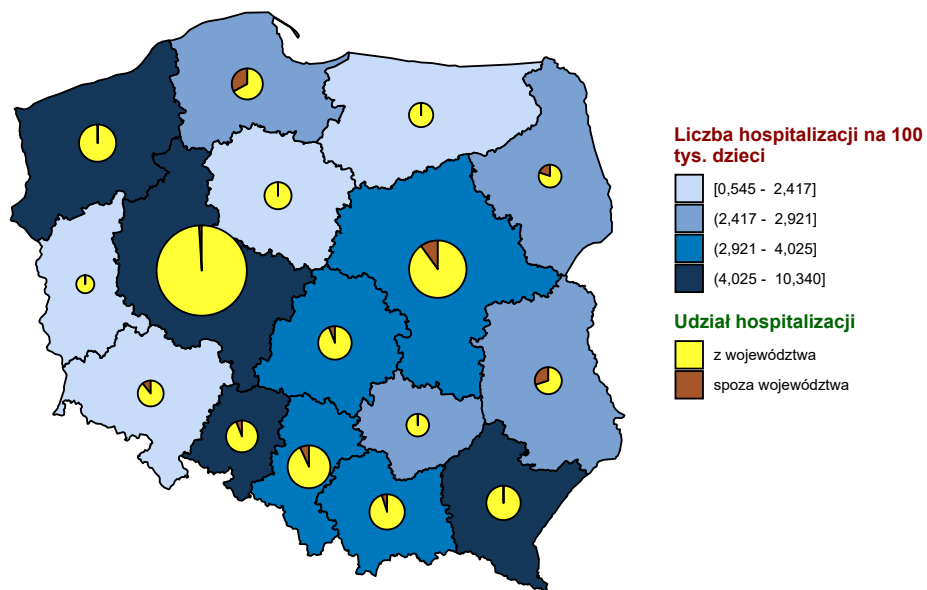 Liczba hospitalizacji na 100
tys. dzieci
[0,545 - 2,417]
(2,417 - 2,921]
(2,921 - 4,025]
(4,025 - 10,340]
Udział hospitalizacji
z województwa
spoza województwa